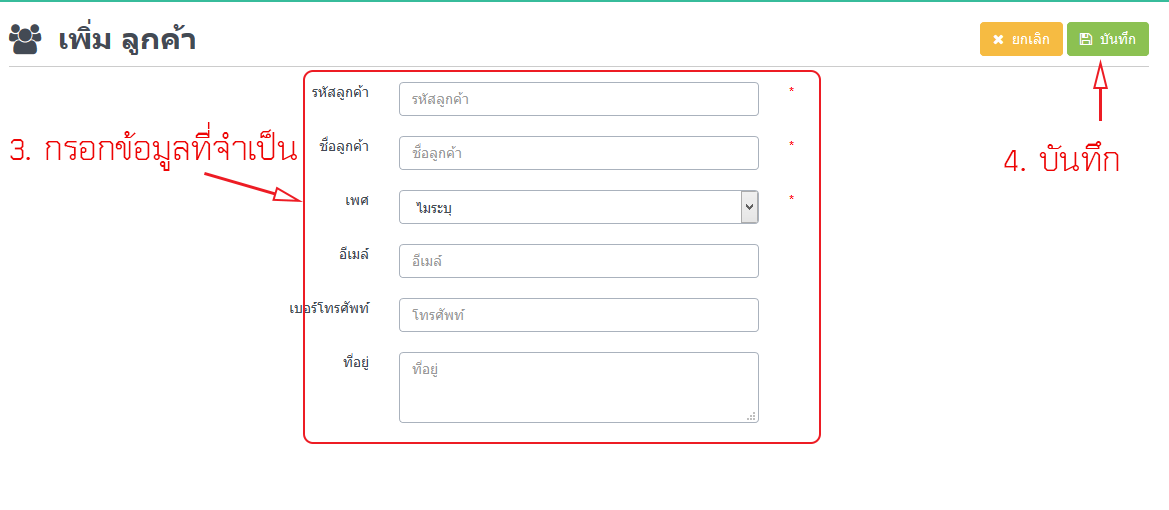 เพิ่ม ลูกค้า
ยกเลิก บันทึก
รหัสลูกค้า รหัสลูกค้า *
ชื่อลูกค้า ชื่อลูกค้า *
3. กรอกข้อมูลที่จำเป็น
4. บันทึก
เพศ ไม่ระบุ *
อีเมล์ อีเมล์
เบอร์โทรศัพท์ โทรศัพท์
ที่อยู่ ที่อยู่